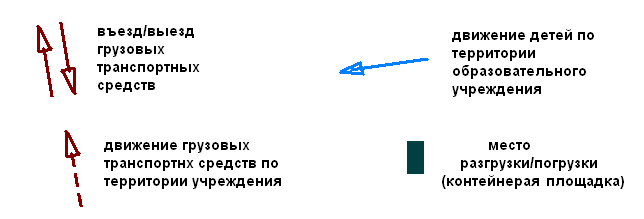 въезд/выезд
грузовых
транспортных
средств
движение детей по
территории
образовательного
учреждения
движение грузовых
транспортнх средств по
территории учреждения
место
разгрузки/погрузки
(контейнерая площадка)